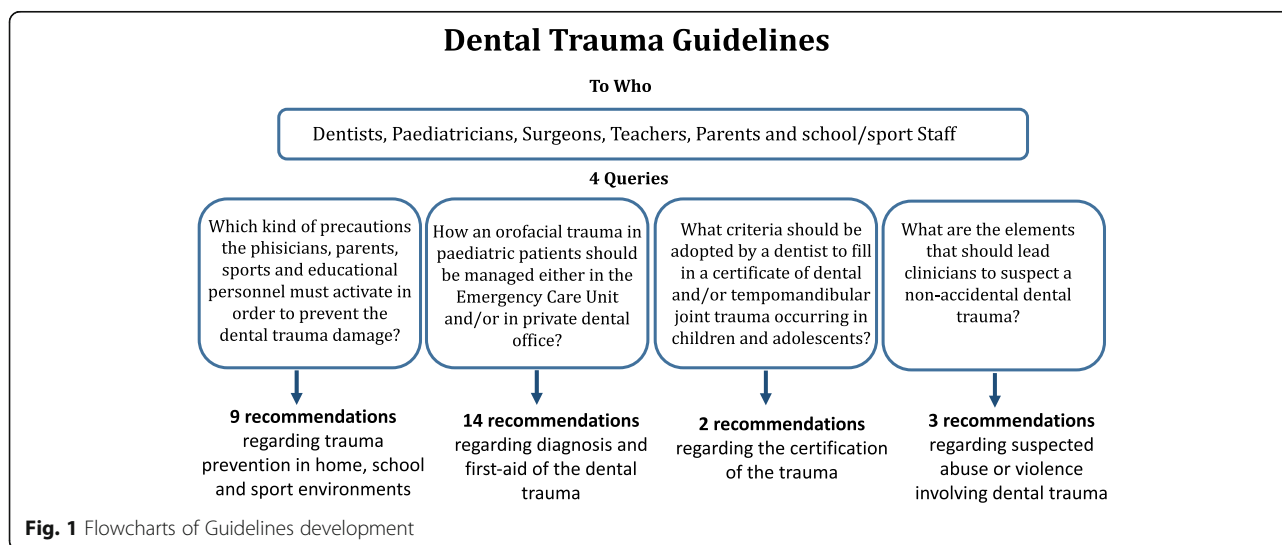 Dental Trauma Guidelines
To Who
Dentists, Paediatricians, Surgeons, Teachers, Parents and school/sport Staff
4 Queries
Which kind of precautions
the phisicians, parents,
sports and educational
personnel must activate in
order to prevent the
dental trauma damage?
How an orofacial trauma in
paediatric patients should
be managed either in the
Emergency Care Unit
and/or in private dental
office?
What criteria should be
adopted by a dentist to fill
in a certificate of dental
and/or tempomandibular
joint trauma occurring in
children and adolescents?
What are the elements
that should lead
clinicians to suspect a
non-accidental dental
trauma?
9 recommendations
regarding trauma
prevention in home, school
and sport environments
14 recommendations
regarding diagnosis and
first-aid of the dental
trauma
2 recommendations
regarding the certification
of the trauma
3 recommendations
regarding suspected
abuse or violence
involving dental trauma
Fig. 1 Flowcharts of Guidelines development